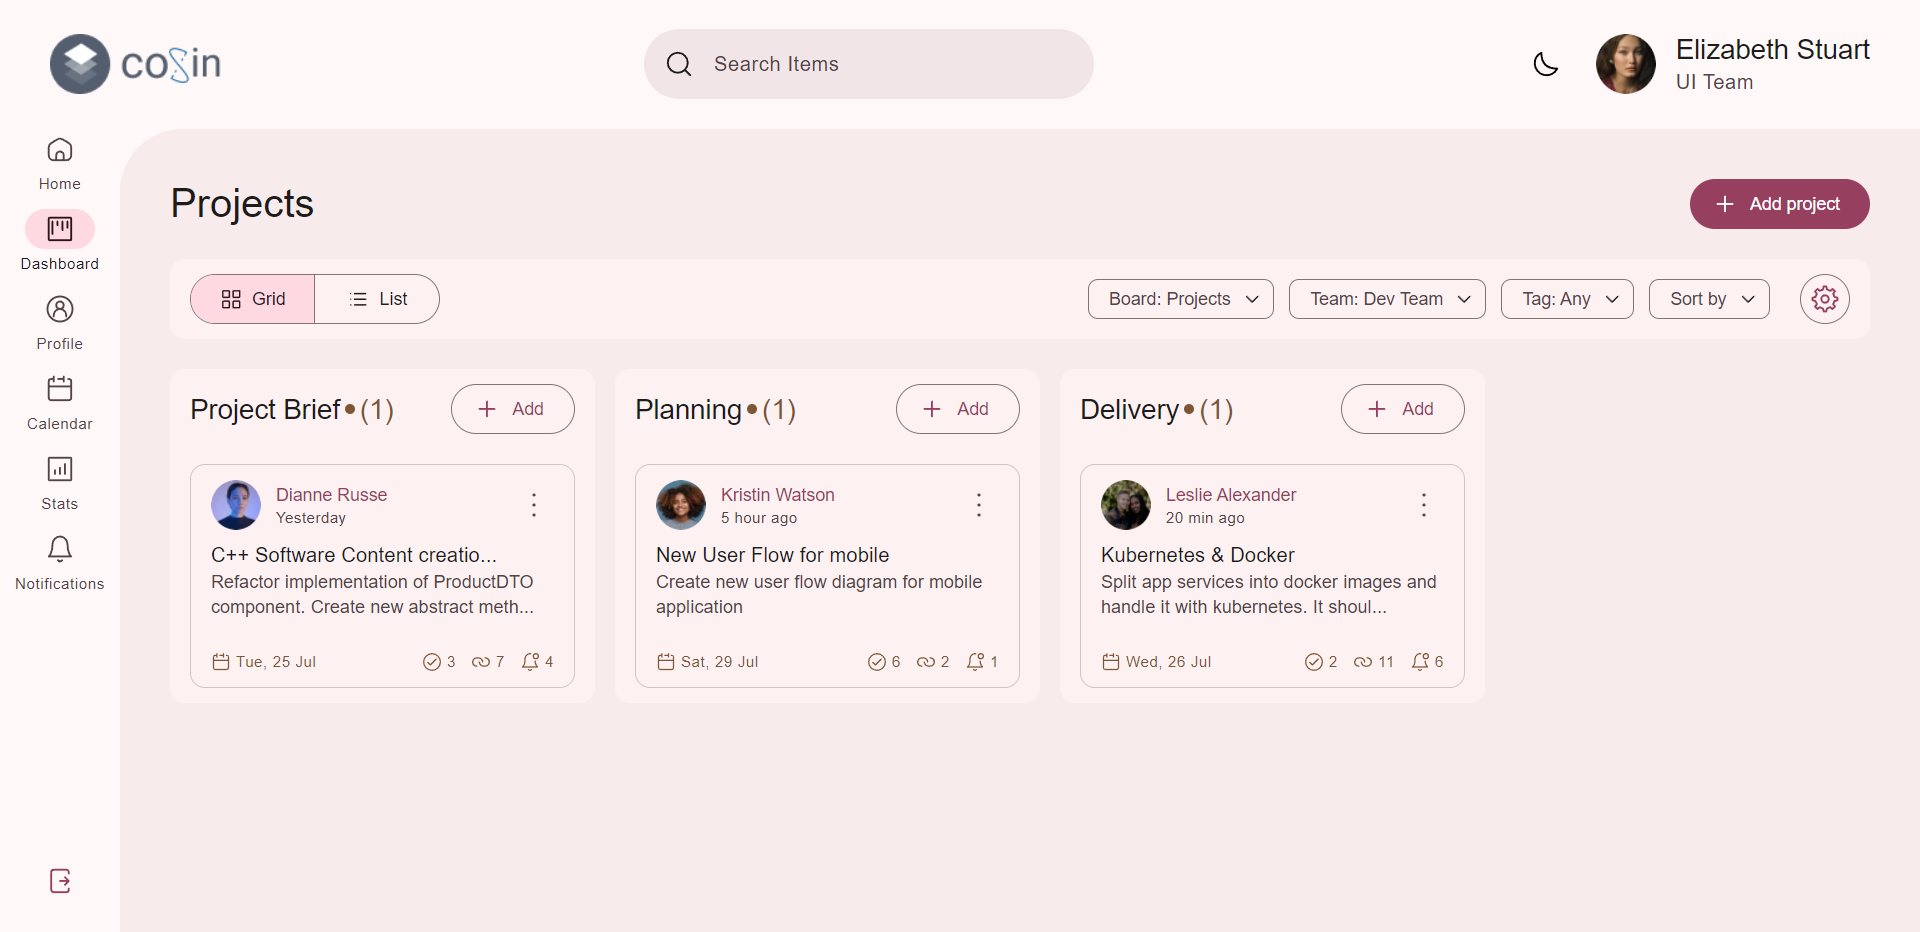 cosin
Search Items
Elizabeth Stuart
UI Team
Home
Dashboard
Profile
Calendar
Stats
Notifications
Projects
Add project
Grid
List
Board: Projects
Team: Dev Team
Tag: Any
Sort by
Project Brief•(1)
Add
Dianne Russe
Yesterday
C++ Software Content creatio...
Refactor implementation of ProductDTO
component. Create new abstract meth...
Tue, 25 Jul
3
7
4
Planning•(1)
Add
Kristin Watson
5 hour ago
New User Flow for mobile
Create new user flow diagram for mobile
application
Sat, 29 Jul
6
2
1
Delivery•(1)
Add
Leslie Alexander
20 min ago
Kubernetes & Docker
Split app services into docker images and
handle it with kubernetes. It shoul...
Wed, 26 Jul
2
11
6